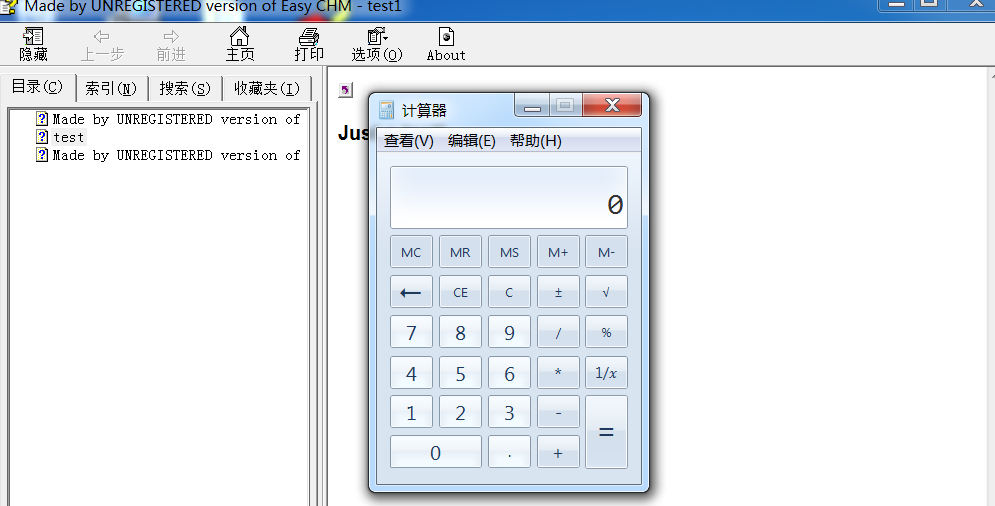 Made by UNREGISTERED version of Easy CHM - test1
隐藏 上一步 前进 主页 打印 选项(O) About
目录(C) 索引(N) 搜索(S) 收藏夹(I)
Made by UNREGISTERED version of
test
Made by UNREGISTERED version of
计算器
查看(V) 编辑(E) 帮助(H)
0
MC MR MS M+ M-
← CE C ± √
7 8 9 / %
4 5 6 * 1/x
1 2 3 - =
0 . +